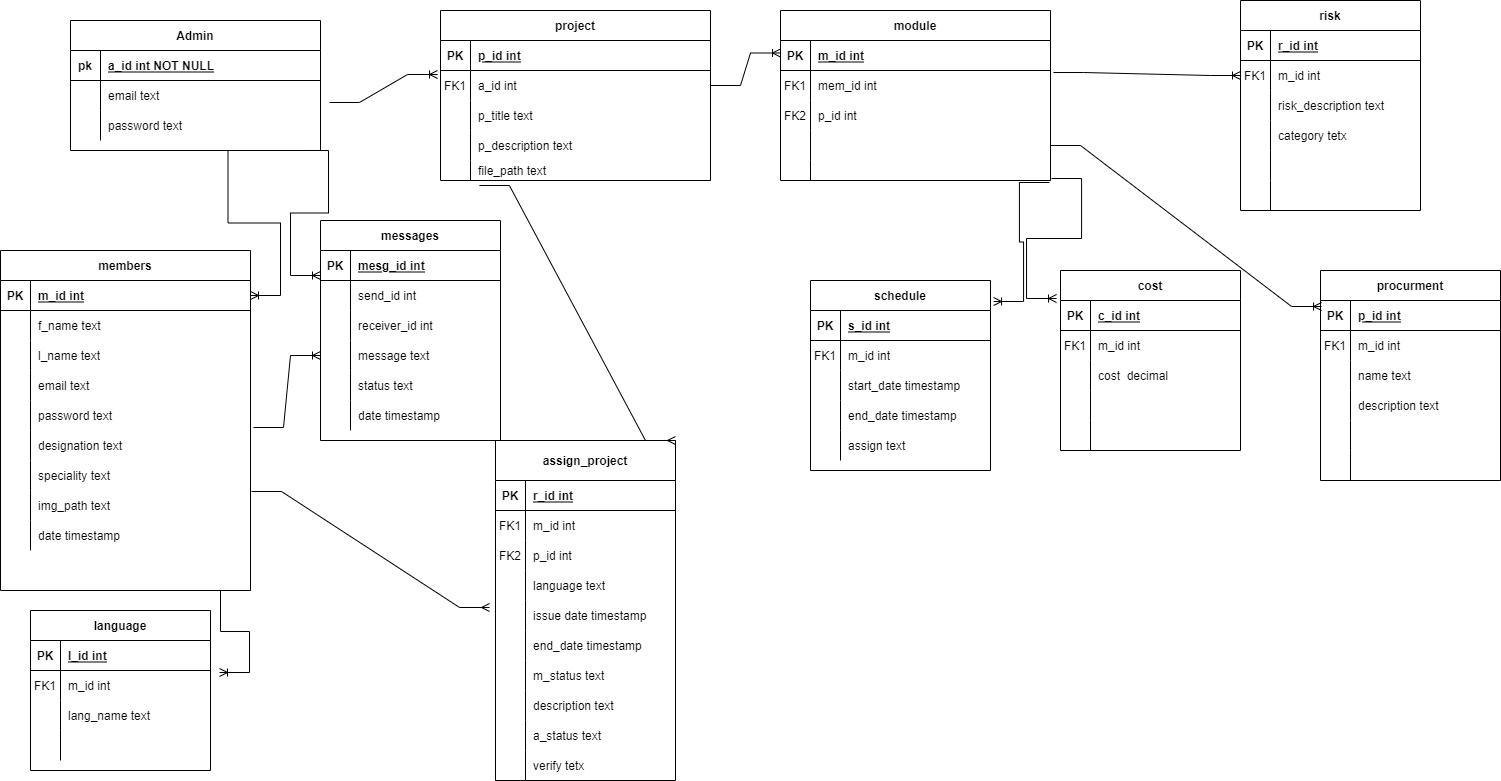 Admin
pk a_id int NOT NULL
email text
password text
project
PK p_id int
FK1 a_id int
p_title text
p_description text
file_path text
module
PK m_id int
FK1 mem_id int
FK2 p_id int
risk
PK r_id int
FK1 m_id int
risk_description text
category tetx
members
PK m_id int
f_name text
l_name text
email text
password text
designation text
speciality text
img_path text
date timestamp
messages
PK mesg_id int
send_id int
receiver_id int
message text
status text
date timestamp
schedule
PK s_id int
FK1 m_id int
start_date timestamp
end_date timestamp
assign text
cost
PK c_id int
FK1 m_id int
cost decimal
procurment
PK p_id int
FK1 m_id int
name text
description text
assign_project
PK r_id int
FK1 m_id int
FK2 p_id int
language text
issue date timestamp
end_date timestamp
m_status text
description text
a_status text
verify tetx
language
PK l_id int
FK1 m_id int
lang_name text